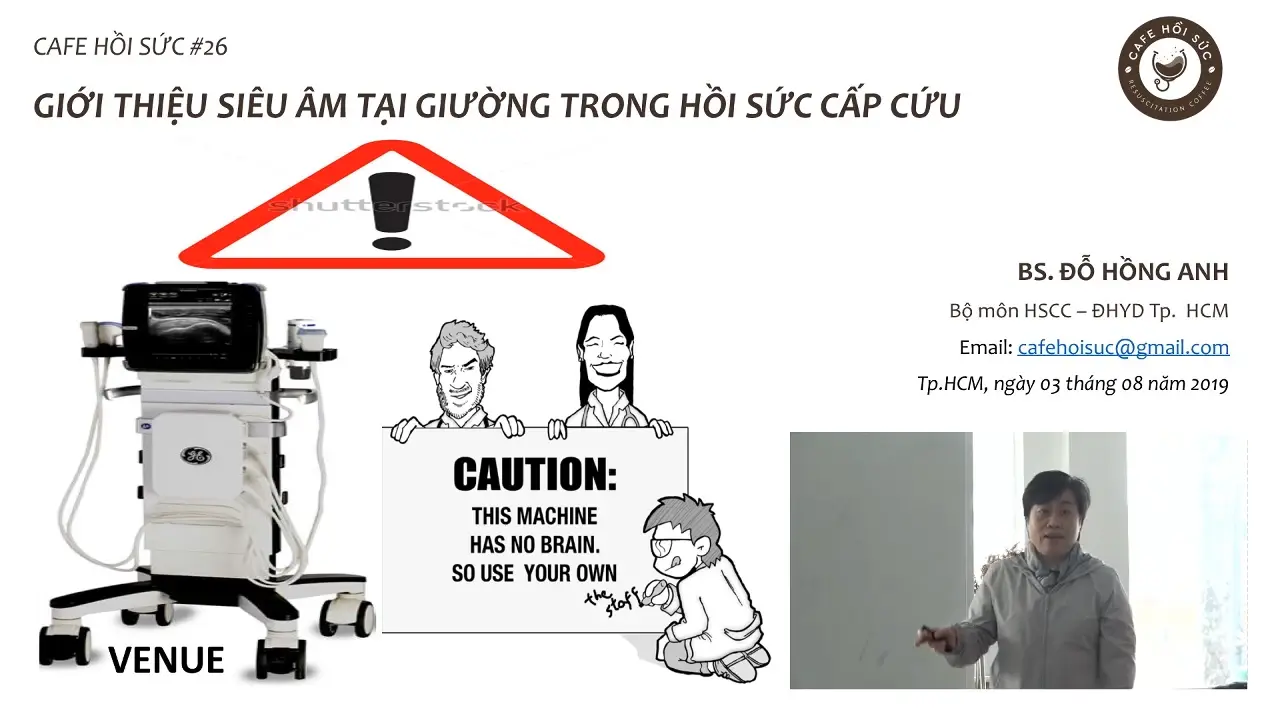 CAFE HỒI SỨC #26
CAFE HỒI SỨC
RESUSCITATION COFFEE
GIỚI THIỆU SIÊU ÂM TẠI GIƯỜNG TRONG HỒI SỨC CẤP CỨU
shutterstock
BS. ĐỖ HỒNG ANH
Bộ môn HSCC – ĐHYD Tp. HCM
Email: cafehoisuc@gmail.com
Tp.HCM, ngày 03 tháng 08 năm 2019
GE
CAUTION:
THIS MACHINE
HAS NO BRAIN.
SO USE YOUR OWN
the
staff
VENUE